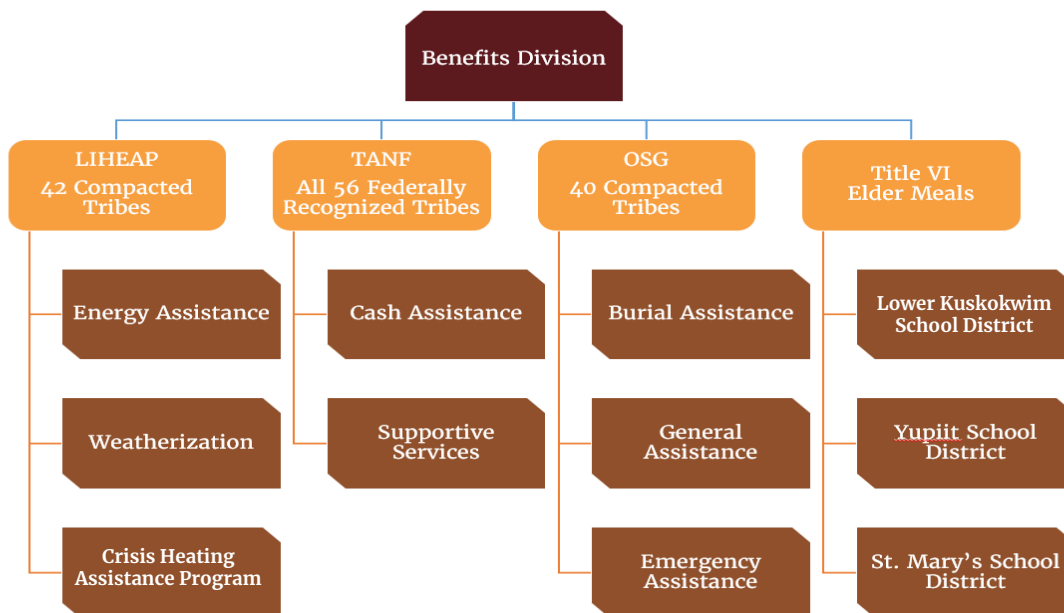 Benefits Division
LIHEAP
42 Compacted
Tribes
Energy Assistance
Weatherization
Crisis Heating
Assistance Program
TANF
All 56 Federally
Recognized Tribes
Cash Assistance
Supportive
Services
OSG
40 Compacted
Tribes
Burial Assistance
General
Assistance
Emergency
Assistance
Title VI
Elder Meals
Lower Kuskokwim
School District
Yupiit School
District
St. Mary’s School
District